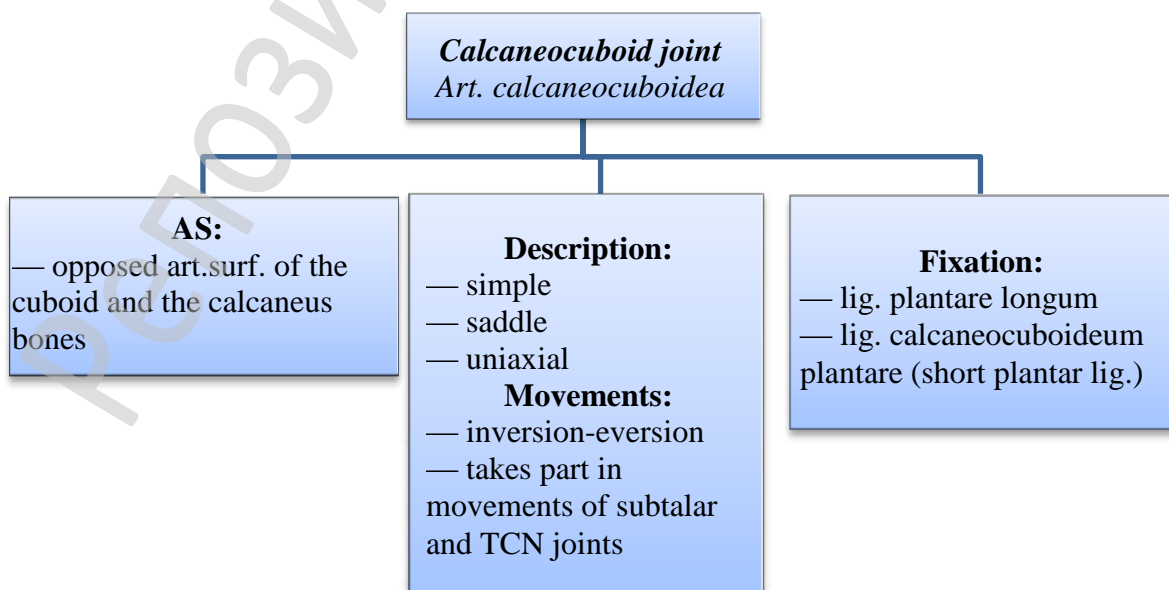 Calcaneocuboid joint
Art. calcaneocuboidea
AS:
— opposed art.surf. of the
cuboid and the calcaneus
bones
Description:
— simple
— saddle
— uniaxial
Movements:
— inversion-eversion
— takes part in
movements of subtalar
and TCN joints
Fixation:
— lig. plantare longum
— lig. calcaneocuboideum
plantare (short plantar lig.)